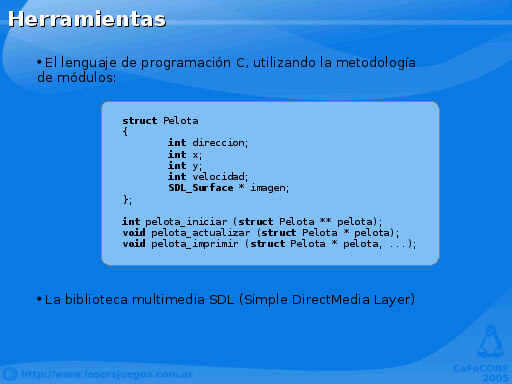 Herramientas
• El lenguaje de programación C, utilizando la metodología
de módulos:
struct Pelota
{
int direccion;
int x;
int y;
int velocidad;
SDL_Surface * imagen;
};
int pelota_iniciar (struct Pelota ** pelota);
void pelota_actualizar (struct Pelota * pelota);
void pelota_imprimir (struct Pelota * pelota, ...);
• La biblioteca multimedia SDL (Simple DirectMedia Layer)
http://www.losersjuegos.com.ar
CaFeCONF
2005